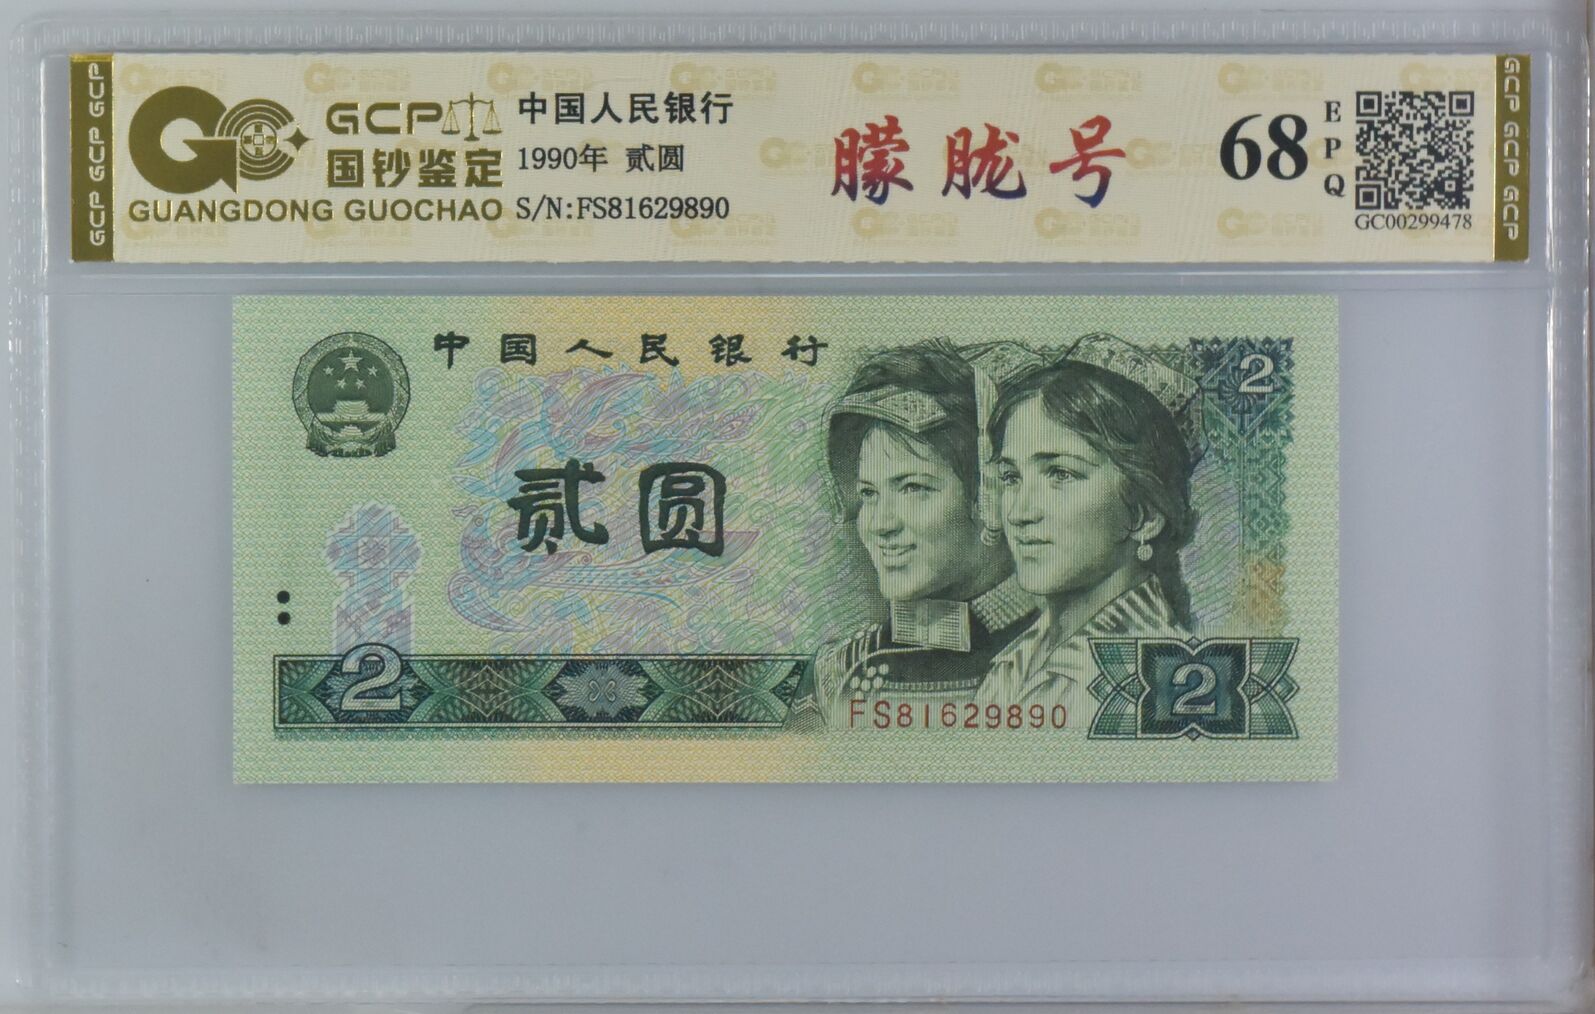 GCP GCP GCP
GCP
国钞鉴定
GUANGDONG GUOCHAO
中国人民银行
1990年 贰圆
S/N:FS81629890
朦胧号
68
EPQ
GC00299478
GCP GCP GCP
中国人民银行
2
贰圆
2
FS81629890
2